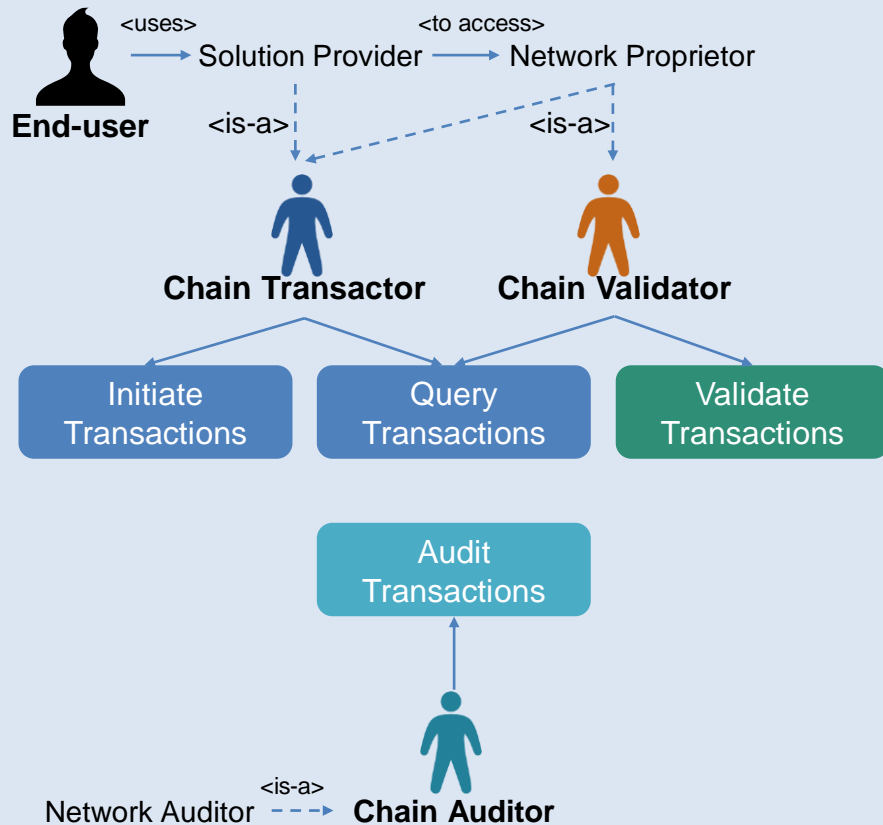 <uses>
<to access>
Solution Provider
Network Proprietor
End-user
<is-a>
<is-a>
Chain Transactor
Chain Validator
Initiate
Transactions
Query
Transactions
Validate
Transactions
Audit
Transactions
<is-a>
Network Auditor
Chain Auditor